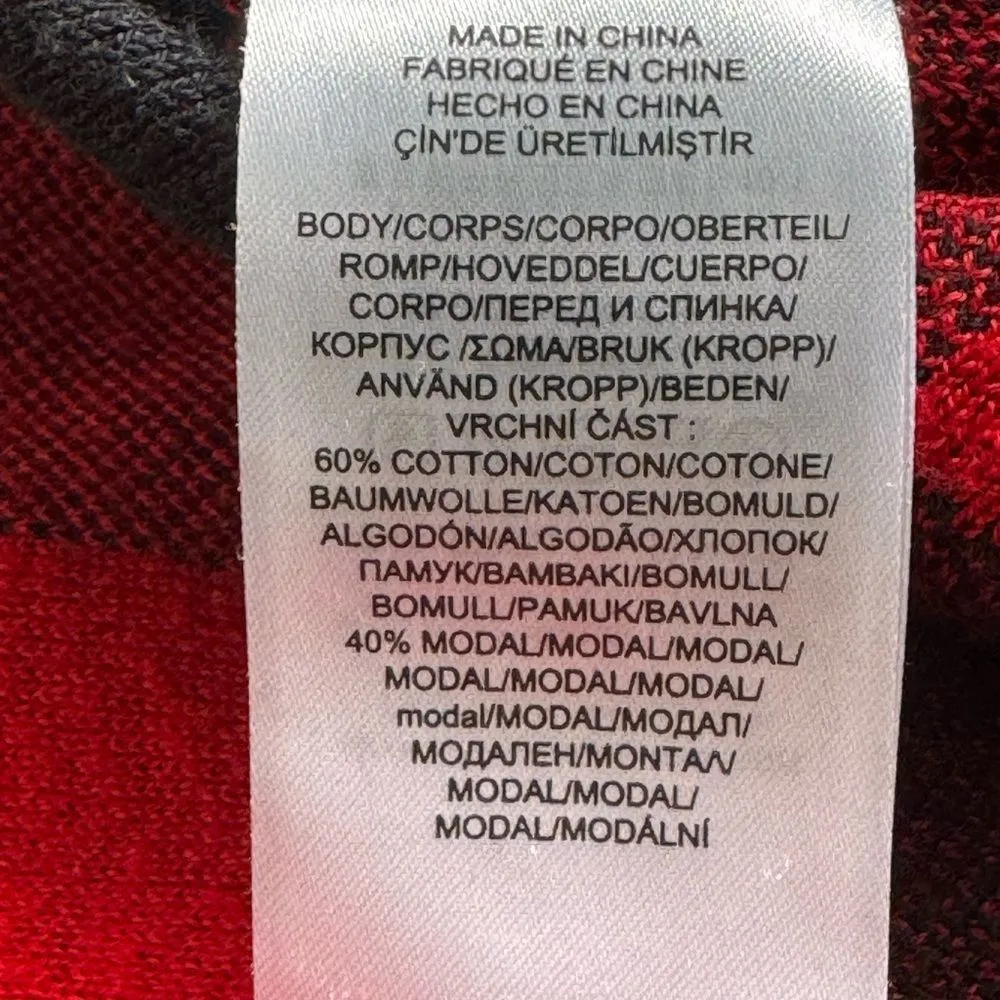 MADE IN CHINA
FABRIQUÉ EN CHINE
HECHO EN CHINA
ÇİN'DE ÜRETİLMİŞTİR
BODY/CORPS/CORPO/OBERTEIL/
ROMP/HOVEDDEL/CUERPO/
CORPO/ПЕРЕД И СПИНКА/
КОРПУС /ΣΩΜΑ/BRUK (KROPP)/
ANVÄND (KROPP)/BEDEN/
VRCHNÍ ČÁST :
60% COTTON/COTON/COTONE/
BAUMWOLLE/KATOEN/BOMULD/
ALGODÓN/ALGODÃO/ХЛОПОК/
ПАМУК/ΒΑΜΒΑΚΙ/BOMULL/
BOMULL/PAMUK/BAVLNA
40% MODAL/MODAL/MODAL/
MODAL/MODAL/MODAL/
modal/MODAL/МОДАЛ/
МОДАЛЕН/ΜΟΝΤΑΛ/
MODAL/MODAL/
MODAL/MODÁLNÍ